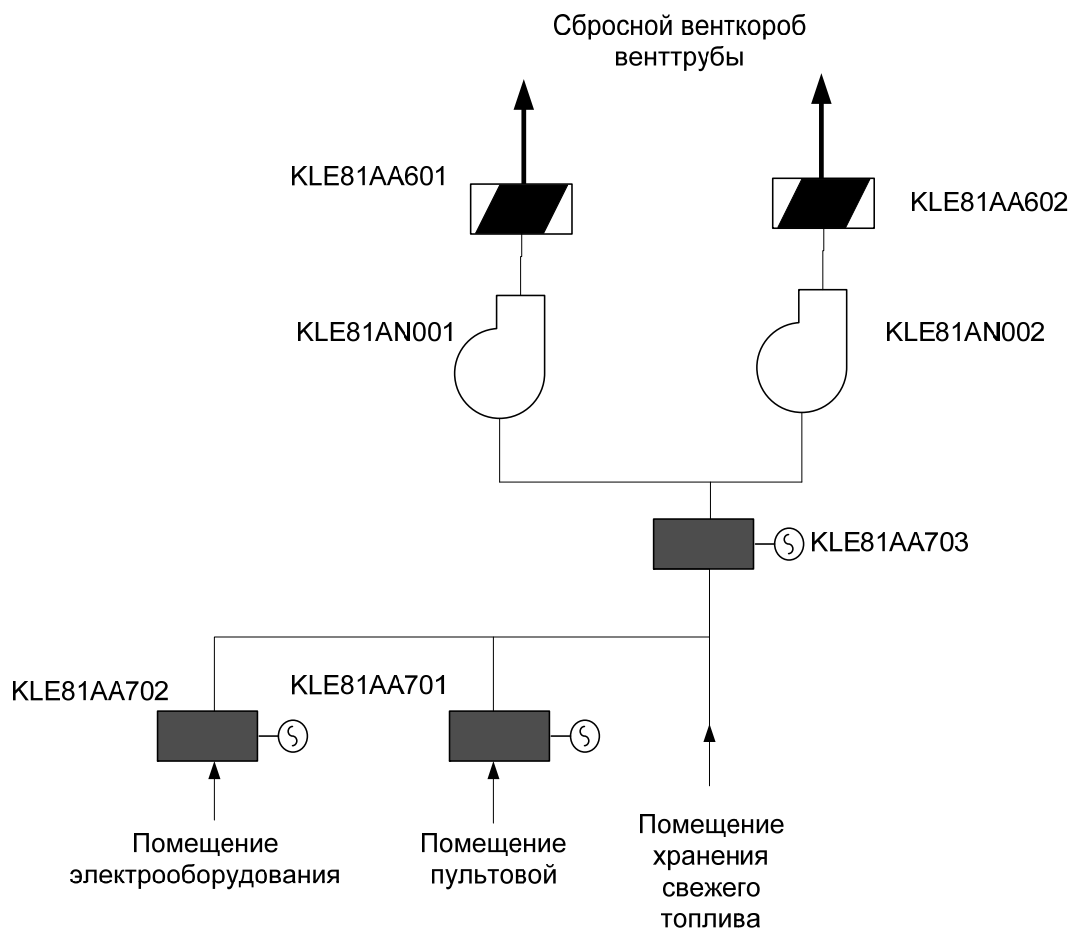 Сбросной венткороб
венттрубы
KLE81AA601
KLE81AA602
KLE81AN001
KLE81AN002
KLE81AA703
KLE81AA702
KLE81AA701
Помещение
электрооборудования
Помещение
пультовой
Помещение
хранения
свежего
топлива